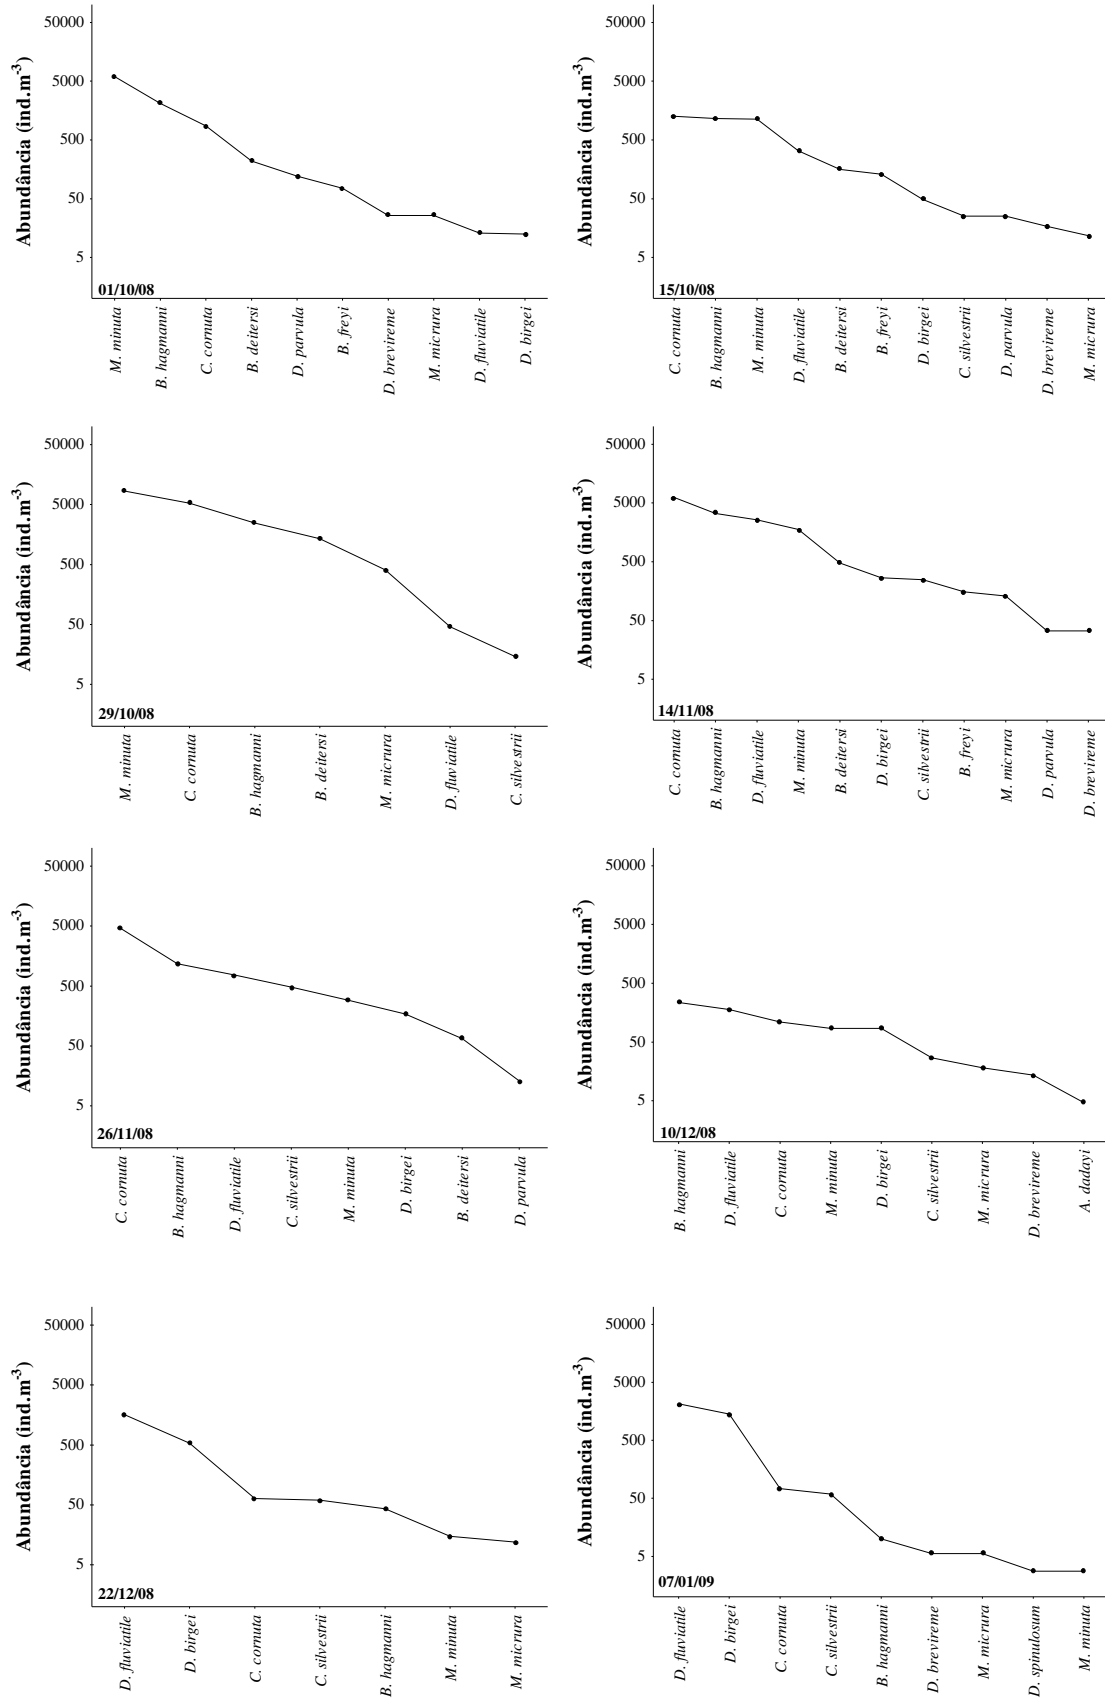 50000
5000
500
50
5
Abundância (ind.m-3)
01/10/08
M. minuta
B. hagmanni
C. cornuta
B. deitersi
D. parvula
B. freyi
D. brevireme
M. micrura
D. fluviatile
D. birgei
50000
5000
500
50
5
Abundância (ind.m-3)
15/10/08
C. cornuta
B. hagmanni
M. minuta
D. fluviatile
B. deitersi
B. freyi
D. birgei
C. silvestrii
D. parvula
D. brevireme
M. micrura
50000
5000
500
50
5
Abundância (ind.m-3)
29/10/08
M. minuta
C. cornuta
B. hagmanni
B. deitersi
M. micrura
D. fluviatile
C. silvestrii
50000
5000
500
50
5
Abundância (ind.m-3)
14/11/08
C. cornuta
B. hagmanni
D. fluviatile
M. minuta
B. deitersi
D. birgei
C. silvestrii
B. freyi
M. micrura
D. parvula
D. brevireme
50000
5000
500
50
5
Abundância (ind.m-3)
26/11/08
C. cornuta
B. hagmanni
D. fluviatile
C. silvestrii
M. minuta
D. birgei
B. deitersi
D. parvula
50000
5000
500
50
5
Abundância (ind.m-3)
10/12/08
B. hagmanni
D. fluviatile
C. cornuta
M. minuta
D. birgei
C. silvestrii
M. micrura
D. brevireme
A. dadayi
50000
5000
500
50
5
Abundância (ind.m-3)
22/12/08
D. fluviatile
D. birgei
C. cornuta
C. silvestrii
B. hagmanni
M. minuta
M. micrura
50000
5000
500
50
5
Abundância (ind.m-3)
07/01/09
D. fluviatile
D. birgei
C. cornuta
C. silvestrii
B. hagmanni
D. brevireme
M. micrura
D. spinulosum
M. minuta